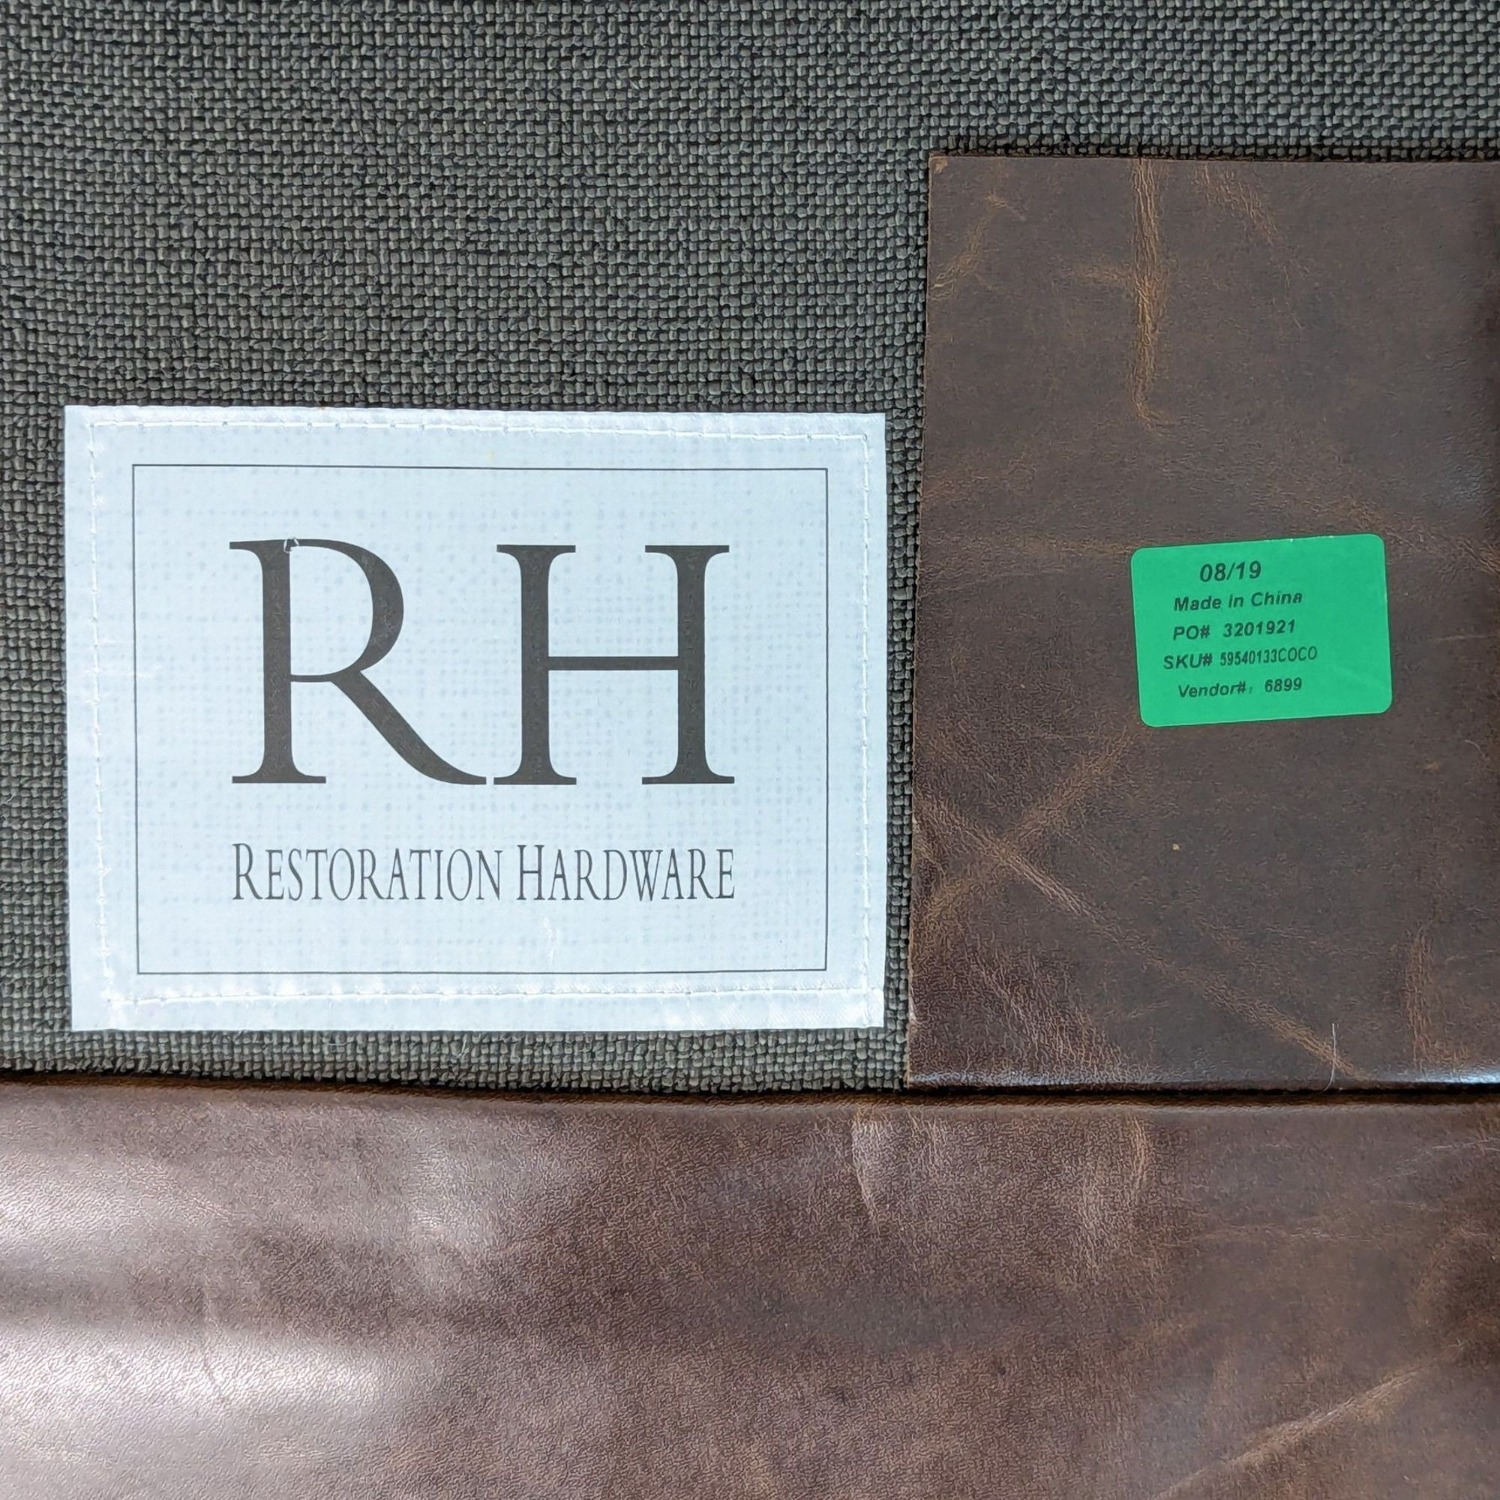 RH
RESTORATION HARDWARE
08/19
Made in China
PO# 3201921
SKU# 59540133COCO
Vendor#: 6899